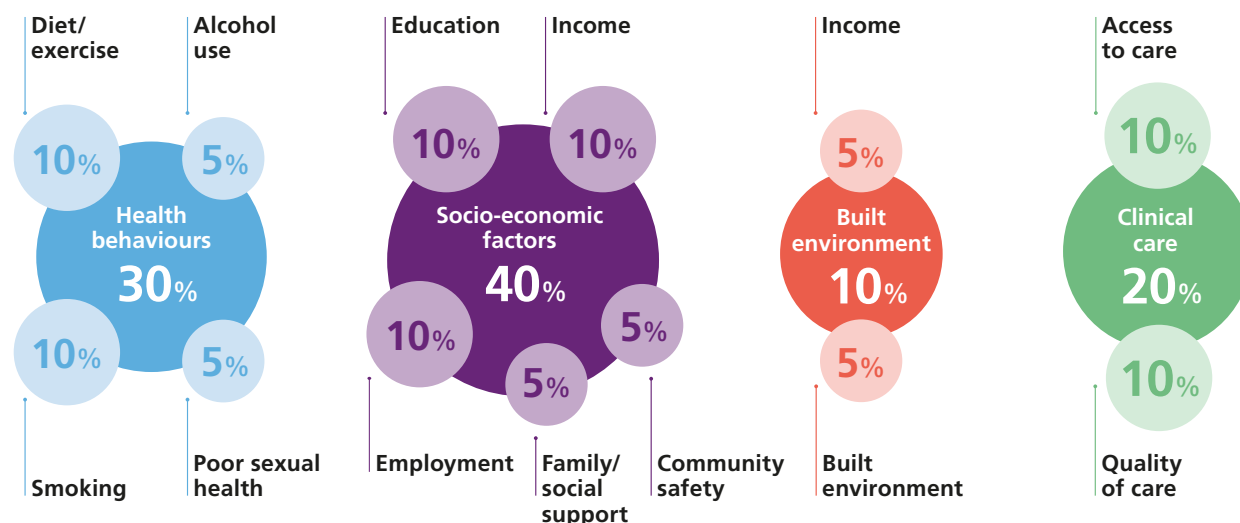 Diet/
exercise
Alcohol
use
10%
5%
Health
behaviours
30%
10%
5%
Smoking
Poor sexual
health
Education
Income
10%
10%
Socio-economic
factors
40%
10%
5%
5%
Employment
Family/
social
support
Community
safety
Income
5%
Built
environment
10%
5%
Built
environment
Access
to care
10%
Clinical
care
20%
10%
Quality
of care